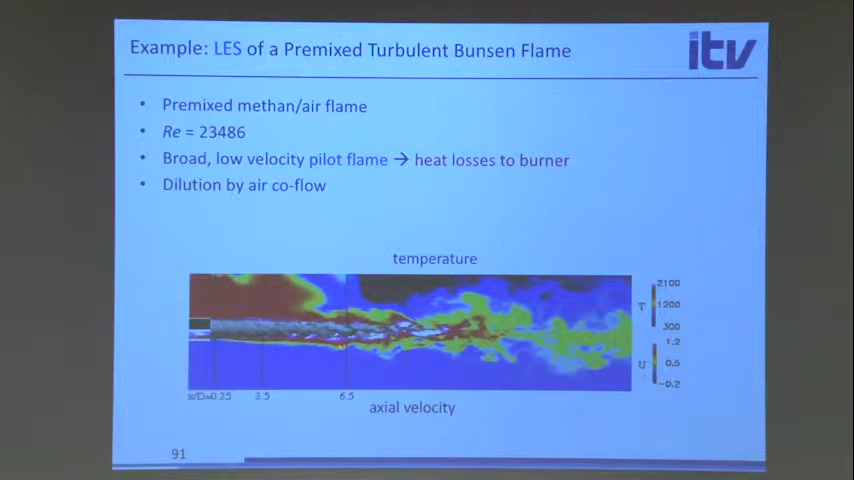 Example: LES of a Premixed Turbulent Bunsen Flame
itv
• Premixed methan/air flame
• Re = 23486
• Broad, low velocity pilot flame → heat losses to burner
• Dilution by air co-flow
temperature
T
2100
1200
300
U
1.2
0.5
-0.2
x/D=0.25 2.5 6.5
axial velocity
91